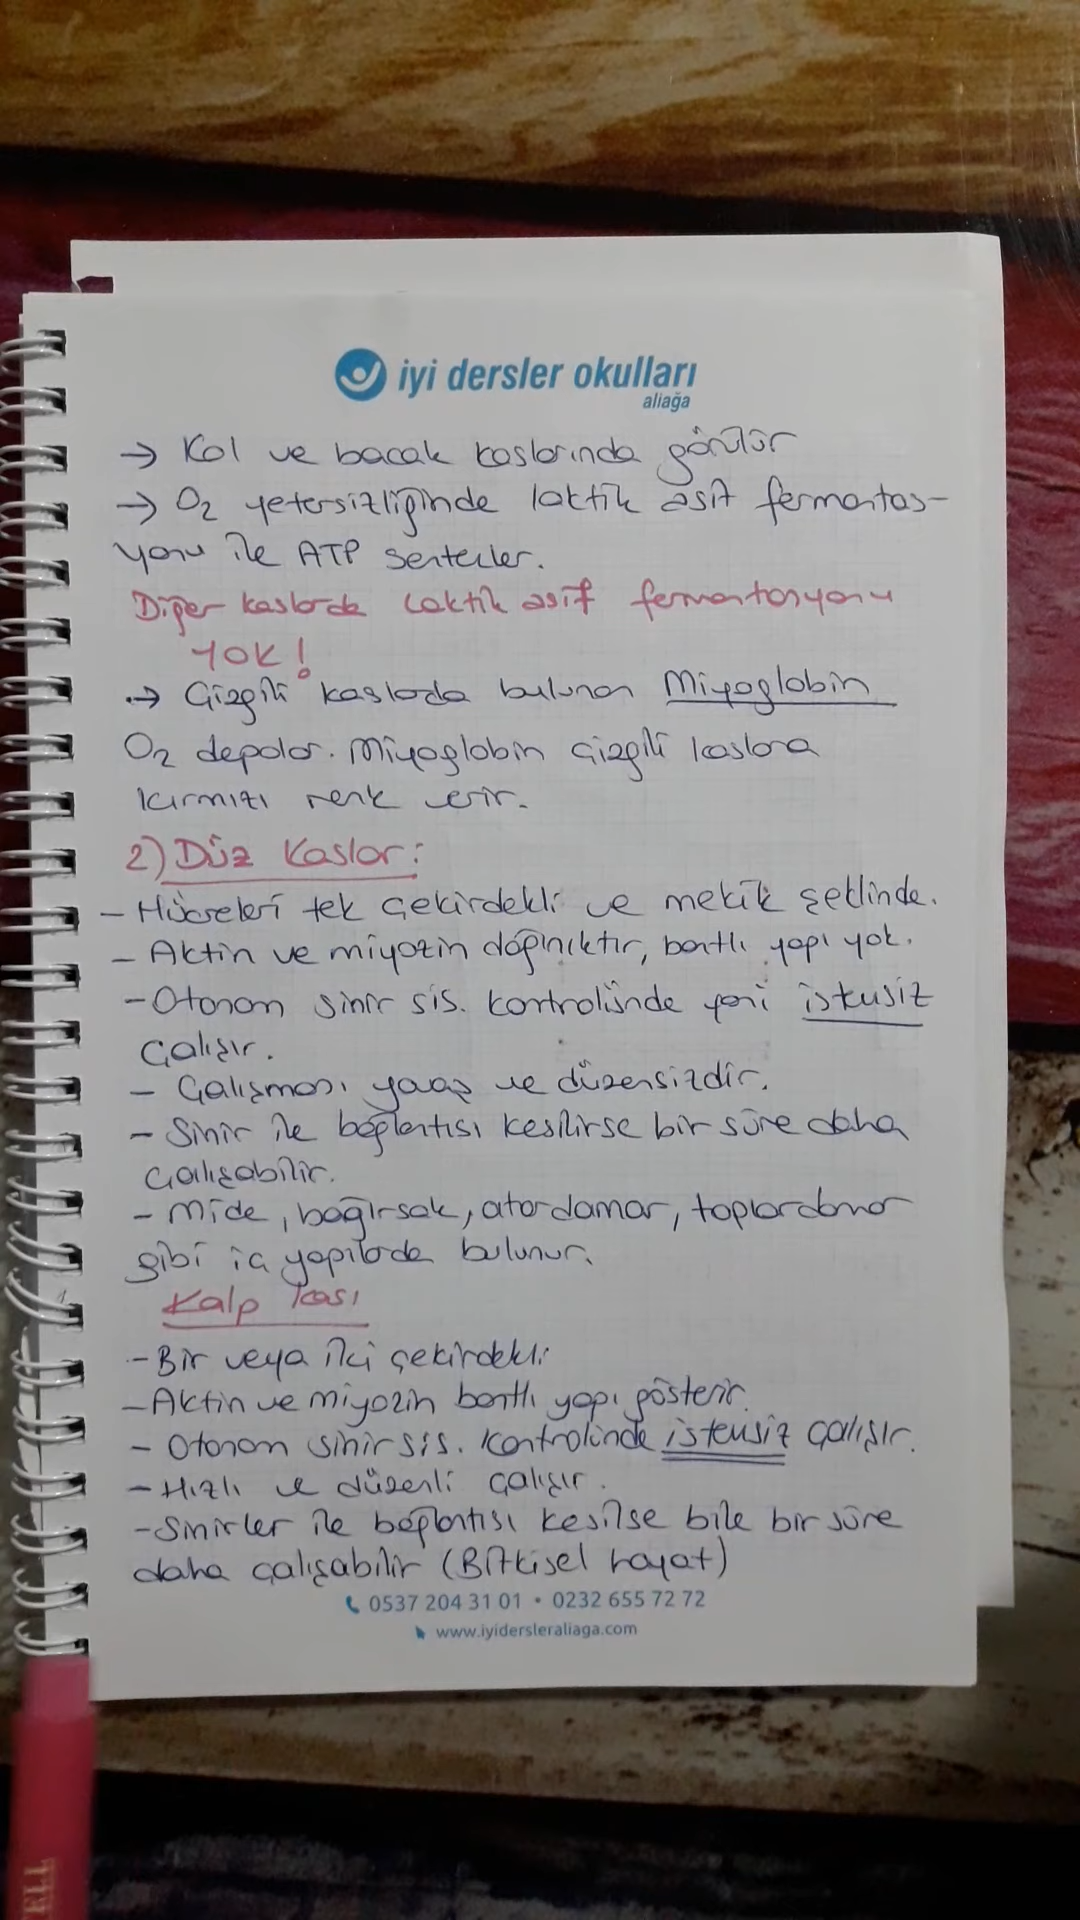 iyi dersler okulları
aliağa
→ Kol ve bacak kaslarında görülür
→ O2 yetersizliğinde laktik asit fermantas-
yonu ile ATP sentezler.
Diğer kaslarda Laktik asit fermantasyonu
YOK!
→ Çizgili kaslarda bulunan Miyoglobin
O2 depolar. Miyoglobin çizgili kaslara
kırmızı renk verir.
2) Düz Kaslar:
- Hücreleri tek çekirdekli ve mekik şeklinde.
- Aktin ve miyozin dağınıktır, bantlı yapı yok.
- Otonom sinir sis. kontrolünde yani isteksiz
Çalışır.
- Çalışması yavaş ve düzensizdir.
- Sinir ile bağlantısı kesilirse bir süre daha
çalışabilir.
- Mide, bağırsak, atardamar, toplardamar
gibi iç yapılarda bulunur.
Kalp kası
- Bir veya iki çekirdekli
- Aktin ve miyozin bantlı yapı gösterir.
- Otonom sinir sis. kontrolünde istemsiz çalışır.
- Hızlı ve düzenli çalışır.
- Sinirler ile bağlantısı kesilse bile bir süre
daha çalışabilir (Bitkisel hayat)
0537 204 31 01 • 0232 655 72 72
www.iyidersleraliaga.com